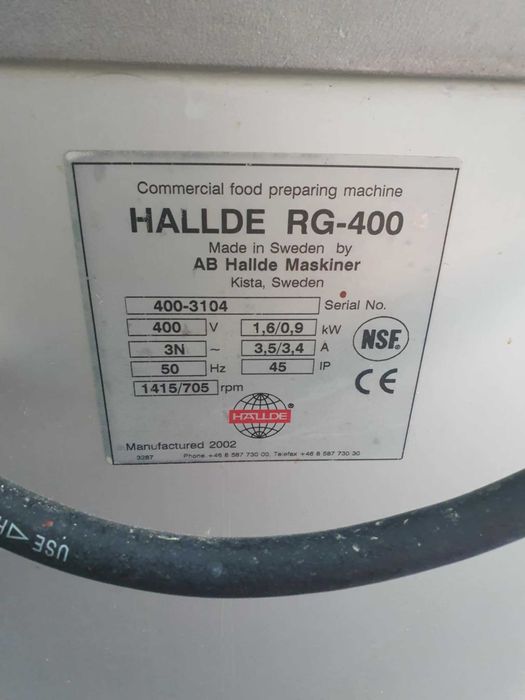 Commercial food preparing machine
HALLDE RG-400
Made in Sweden by
AB Hallde Maskiner
Kista, Sweden
400-3104 Serial No.
400 V 1,6/0,9 kW
3N ~ 3,5/3,4 A
50 Hz 45 IP
1415/705 rpm
NSF®
CE
HÄLLDE ®
Manufactured 2002
3287 Phone +46 8 587 730 00, Telefax +46 8 587 730 30
USE ◁